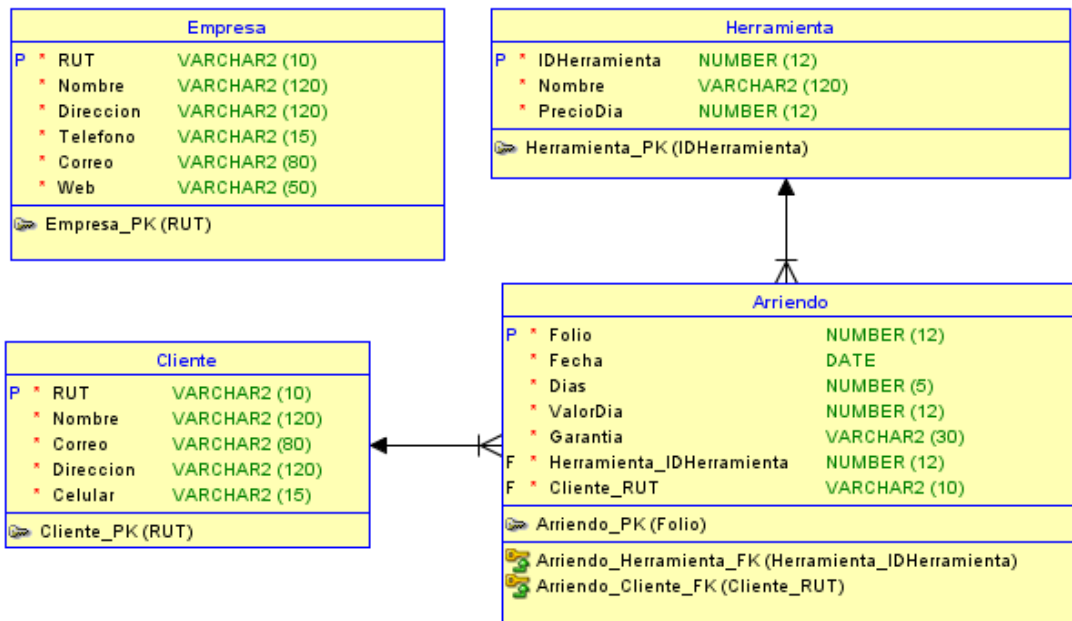 Empresa
P * RUT VARCHAR2 (10)
* Nombre VARCHAR2 (120)
* Direccion VARCHAR2 (120)
* Telefono VARCHAR2 (15)
* Correo VARCHAR2 (80)
* Web VARCHAR2 (50)
Empresa_PK (RUT)
Herramienta
P * IDHerramienta NUMBER (12)
* Nombre VARCHAR2 (120)
* PrecioDia NUMBER (12)
Herramienta_PK (IDHerramienta)
Cliente
P * RUT VARCHAR2 (10)
* Nombre VARCHAR2 (120)
* Correo VARCHAR2 (80)
* Direccion VARCHAR2 (120)
* Celular VARCHAR2 (15)
Cliente_PK (RUT)
Arriendo
P * Folio NUMBER (12)
* Fecha DATE
* Dias NUMBER (5)
* ValorDia NUMBER (12)
* Garantia VARCHAR2 (30)
F * Herramienta_IDHerramienta NUMBER (12)
F * Cliente_RUT VARCHAR2 (10)
Arriendo_PK (Folio)
Arriendo_Herramienta_FK (Herramienta_IDHerramienta)
Arriendo_Cliente_FK (Cliente_RUT)